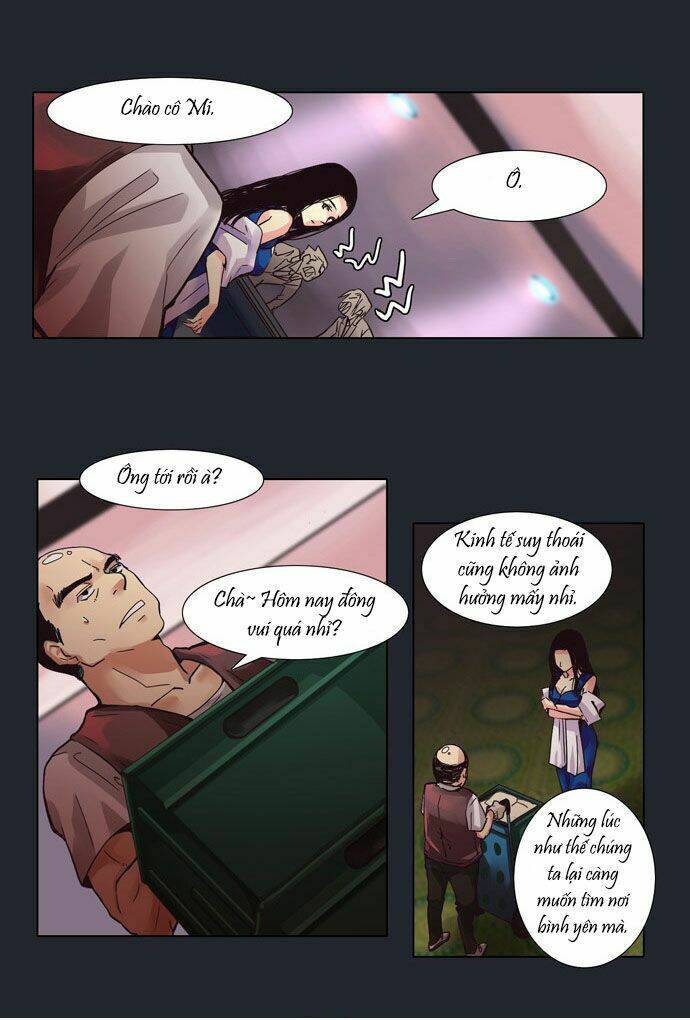 Chào cô Mi.
Ô.
Ông tới rồi à?
Chà~ Hôm nay đông
vui quá nhỉ?
Kinh tế suy thoái
cũng không ảnh
hưởng mấy nhỉ.
Những lúc
như thế chúng
ta lại càng
muốn tìm nơi
bình yên mà.